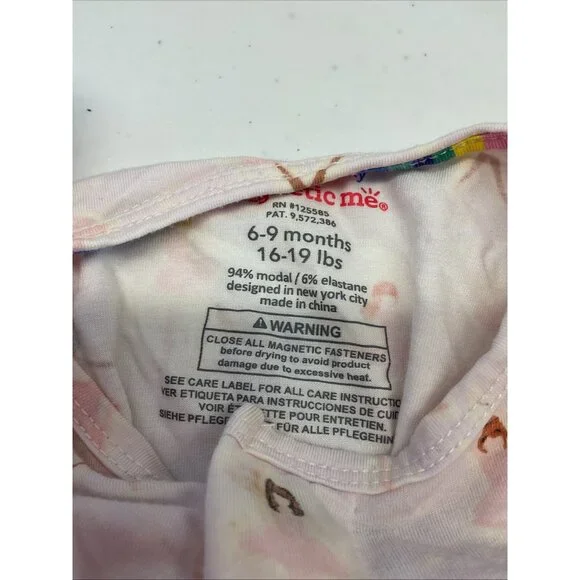 tic me®
RN #125585
PAT. 9,572,386
6-9 months
16-19 lbs
94% modal / 6% elastane
designed in new york city
made in china
⚠ WARNING
CLOSE ALL MAGNETIC FASTENERS
before drying to avoid product
damage due to excessive heat.
SEE CARE LABEL FOR ALL CARE INSTRUCTIO
VER ETIQUETA PARA INSTRUCCIONES DE CUID
VOIR ÉT TTE POUR ENTRETIEN.
SIEHE PFLEGE FÜR ALLE PFLEGEHIN